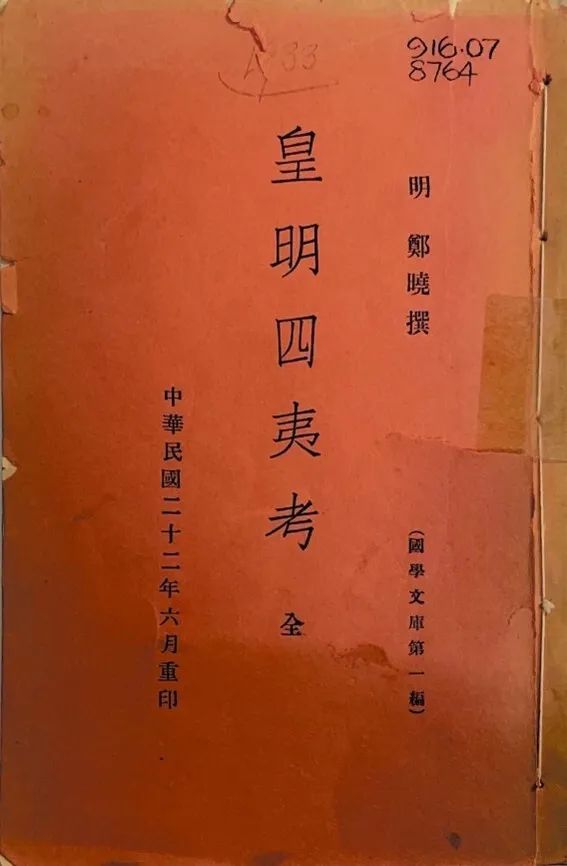 916.07
8764
明 鄭曉撰
(國學文庫第一編)
皇明四夷考 全
中華民國二十二年六月重印